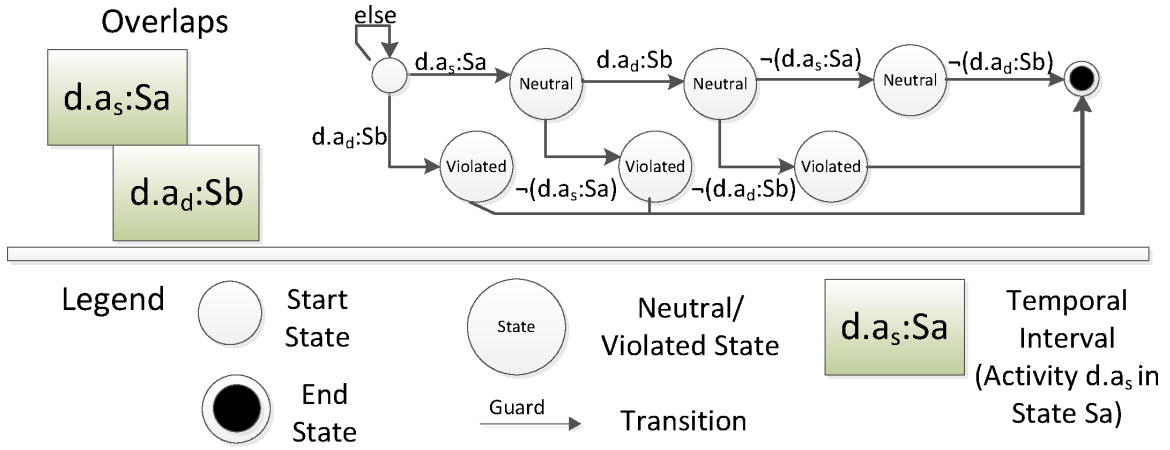 Overlaps
else
d.as:Sa
d.as:Sa
d.ad:Sb
¬(d.as:Sa)
¬(d.ad:Sb)
Neutral
Neutral
Neutral
d.ad:Sb
d.ad:Sb
Violated
Violated
Violated
¬(d.as:Sa)
¬(d.ad:Sb)
Legend
Start
State
State
Neutral/
Violated State
d.as:Sa
Temporal
Interval
(Activity d.as in
State Sa)
End
State
Guard
Transition